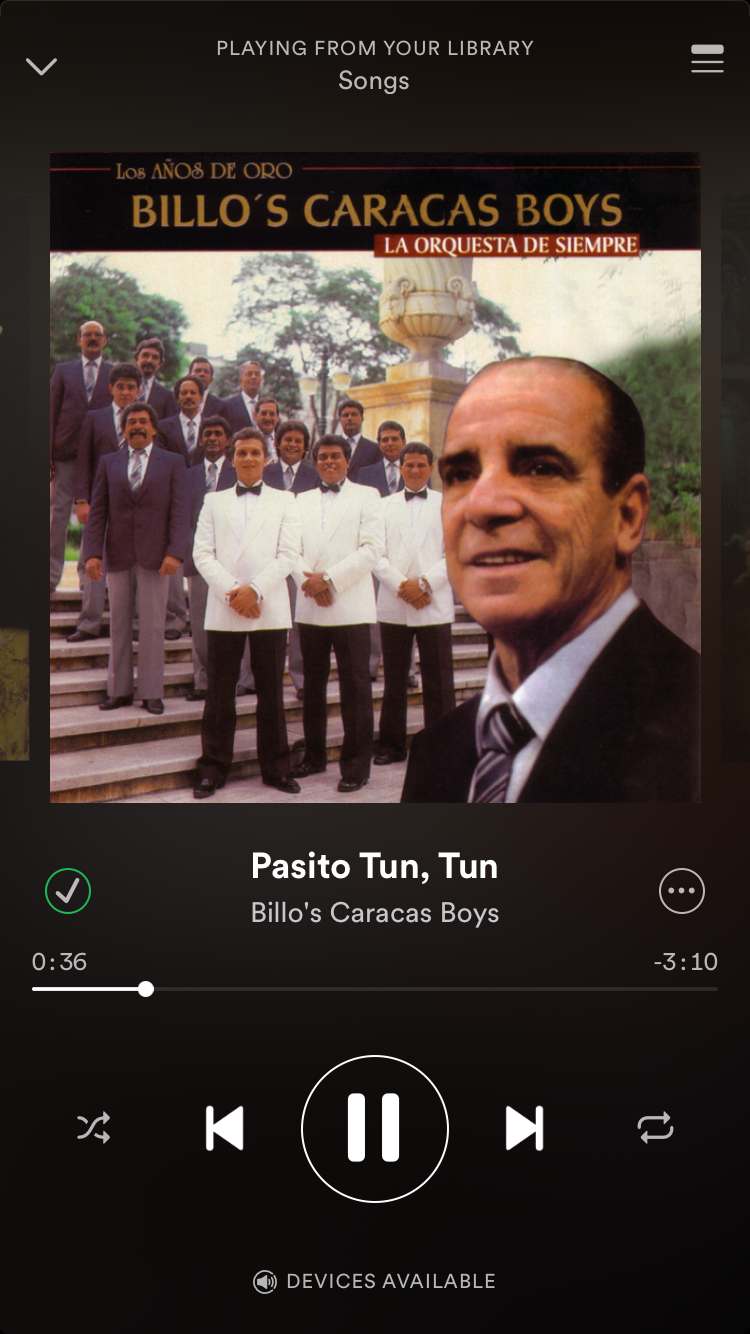 PLAYING FROM YOUR LIBRARY
Songs
Los AÑOS DE ORO
BILLO´S CARACAS BOYS
LA ORQUESTA DE SIEMPRE
Pasito Tun, Tun
Billo's Caracas Boys
0:36 -3:10
DEVICES AVAILABLE